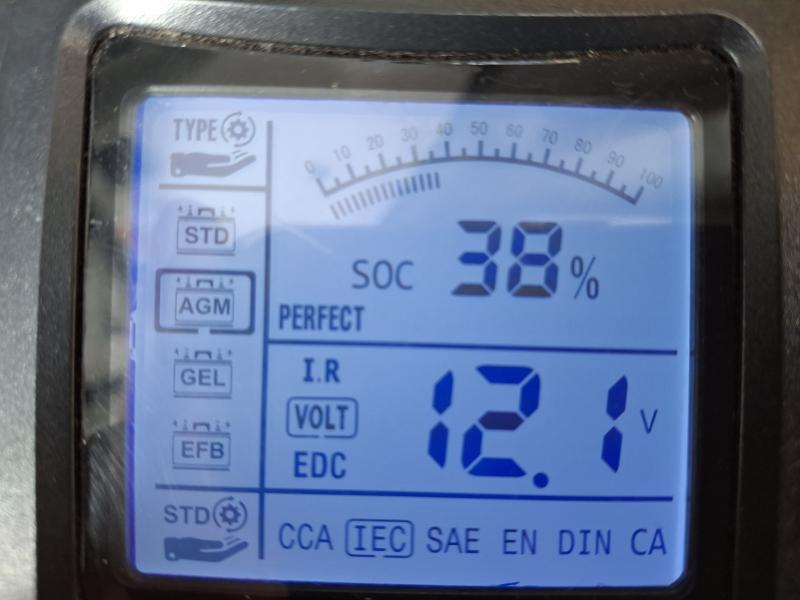 TYPE
0 10 20 30 40 50 60 70 80 90 100
STD
SOC 38 %
AGM
PERFECT
GEL
I.R
VOLT 12.1 V
EFB
EDC
STD
CCA IEC SAE EN DIN CA